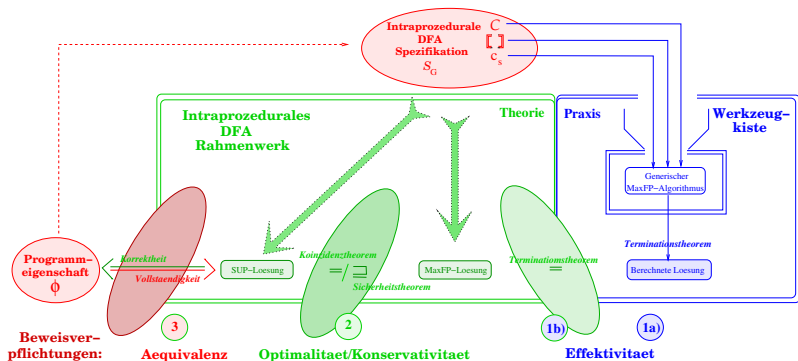 Intraprozedurale
DFA
Spezifikation
S_G
C
⟦ ⟧
c_s
Intraprozedurales
DFA
Rahmenwerk
Theorie
Praxis
Werkzeug-
kiste
Generischer
MaxFP-Algorithmus
Terminationstheorem
Berechnete Loesung
Programm-
eigenschaft
ϕ
Korrektheit
Vollstaendigkeit
SUP-Loesung
Koinzidenztheorem
=/⊒
Sicherheitstheorem
MaxFP-Loesung
Terminationstheorem
=
Beweisver-
pflichtungen:
3
Aequivalenz
2
Optimalitaet/Konservativitaet
1b)
1a)
Effektivitaet